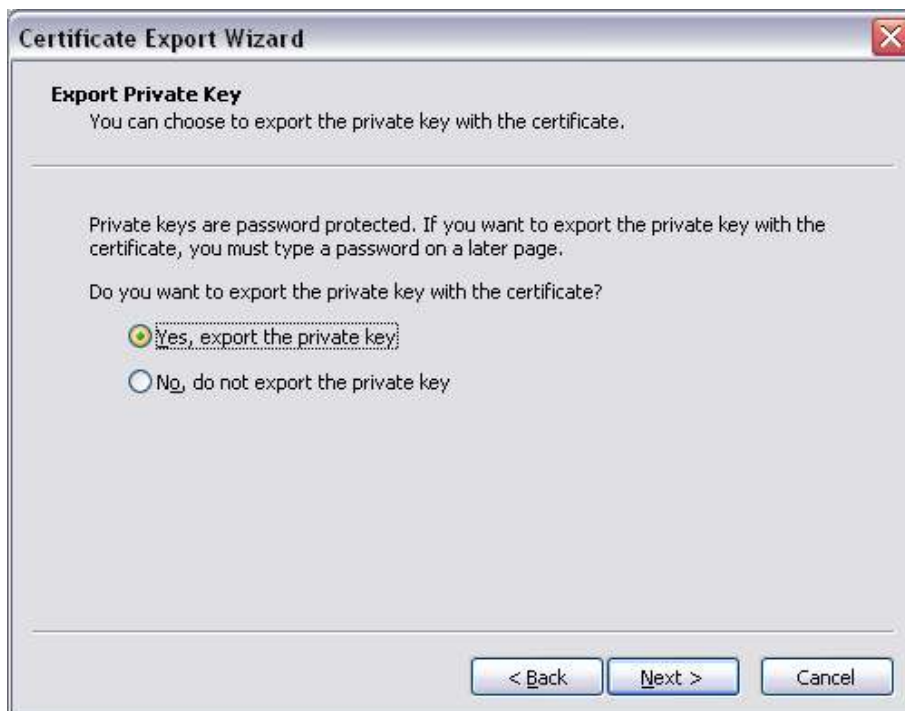 Certificate Export Wizard
Export Private Key
You can choose to export the private key with the certificate.
Private keys are password protected. If you want to export the private key with the
certificate, you must type a password on a later page.
Do you want to export the private key with the certificate?
Yes, export the private key
No, do not export the private key
< Back Next > Cancel